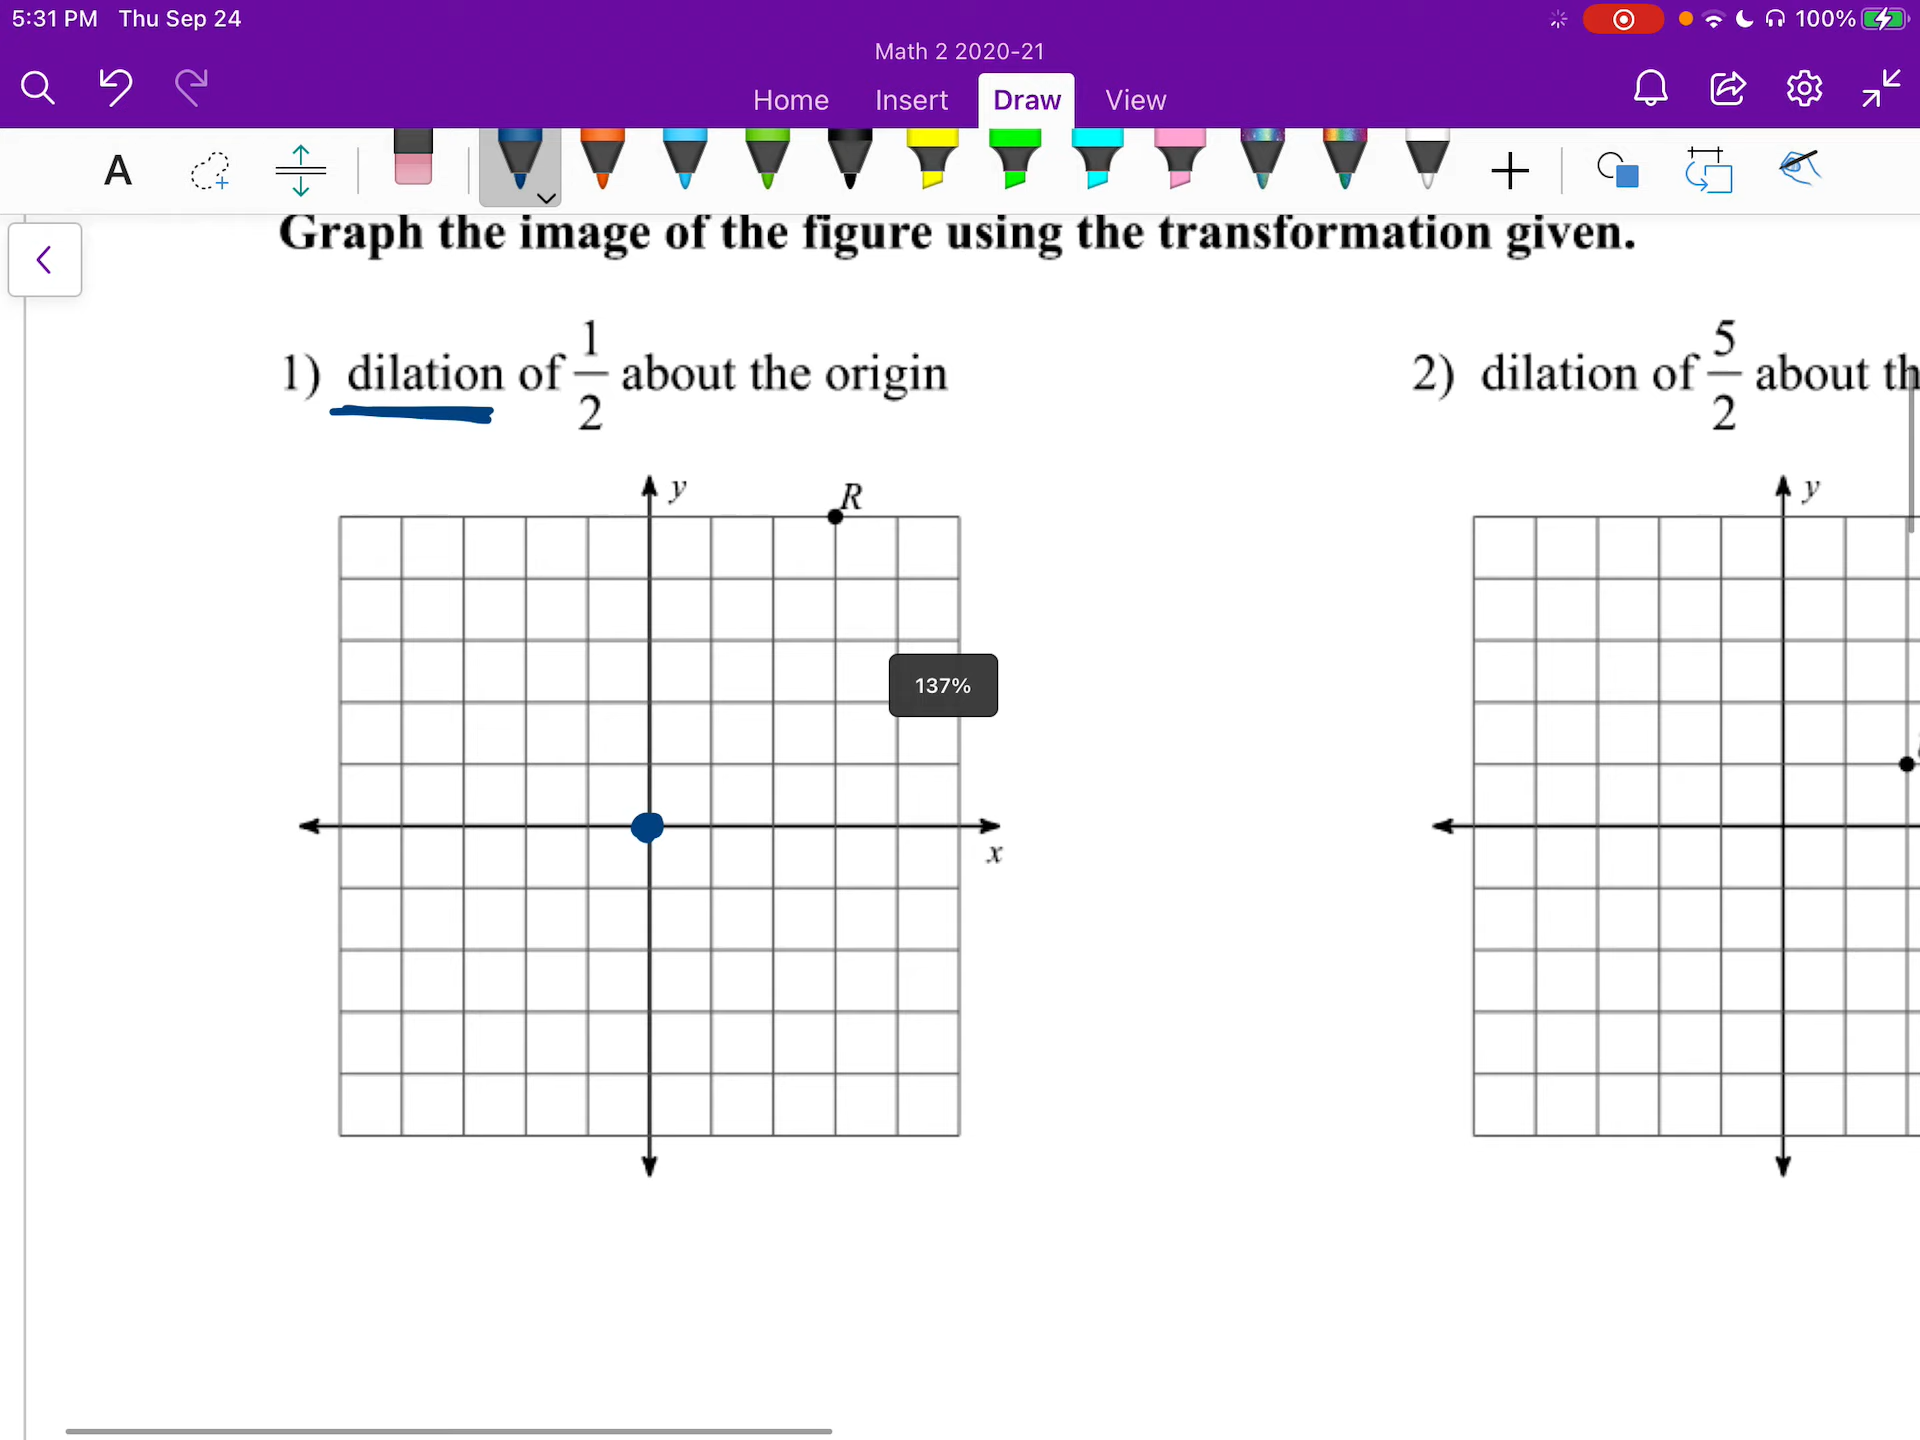 5:31 PM Thu Sep 24
100%
Math 2 2020-21
Home Insert Draw View
A
Graph the image of the figure using the transformation given.
1) dilation of 1/2 about the origin
2) dilation of 5/2 about th
y
R
y
137%
x